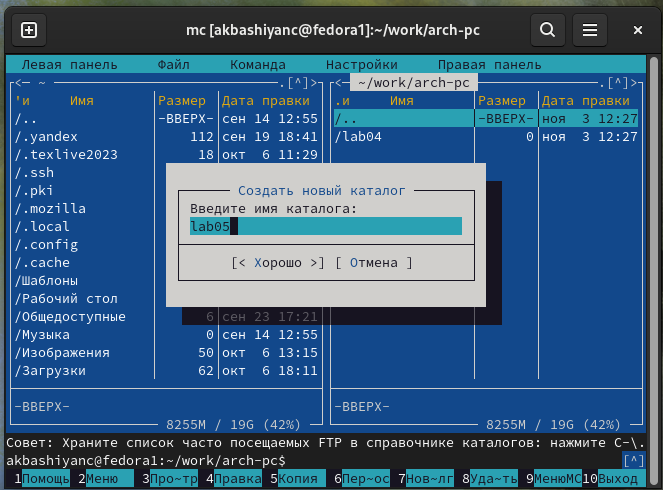 mc [akbashiyanc@fedora1]:~/work/arch-pc
Левая панель Файл Команда Настройки Правая панель
<— ~ .[^]> <— ~/work/arch-pc .[^]>
'и Имя Размер Дата правки .и Имя Размер Дата правки
/.. -ВВЕРХ- сен 14 12:55 /.. -ВВЕРХ- ноя 3 12:27
/.yandex 112 сен 19 18:41 /lab04 0 ноя 3 12:27
/.texlive2023 18 окт 6 11:29
/.ssh
/.pki
/.mozilla
/.local
/.config
/.cache
/Шаблоны
/Рабочий стол
/Общедоступные 6 сен 23 17:21
/Музыка 0 сен 14 12:55
/Изображения 50 окт 6 13:15
/Загрузки 62 окт 6 18:11
Создать новый каталог
Введите имя каталога:
lab05
[< Хорошо >] [ Отмена ]
-ВВЕРХ- -ВВЕРХ-
8255M / 19G (42%) 8255M / 19G (42%)
Совет: Храните список часто посещаемых FTP в справочнике каталогов: нажмите C-\.
akbashiyanc@fedora1:~/work/arch-pc$ [^]
1Помощь 2Меню 3Про~тр 4Правка 5Копия 6Пер~ос 7Нов~лг 8Уда~ть 9МенюMC 10Выход